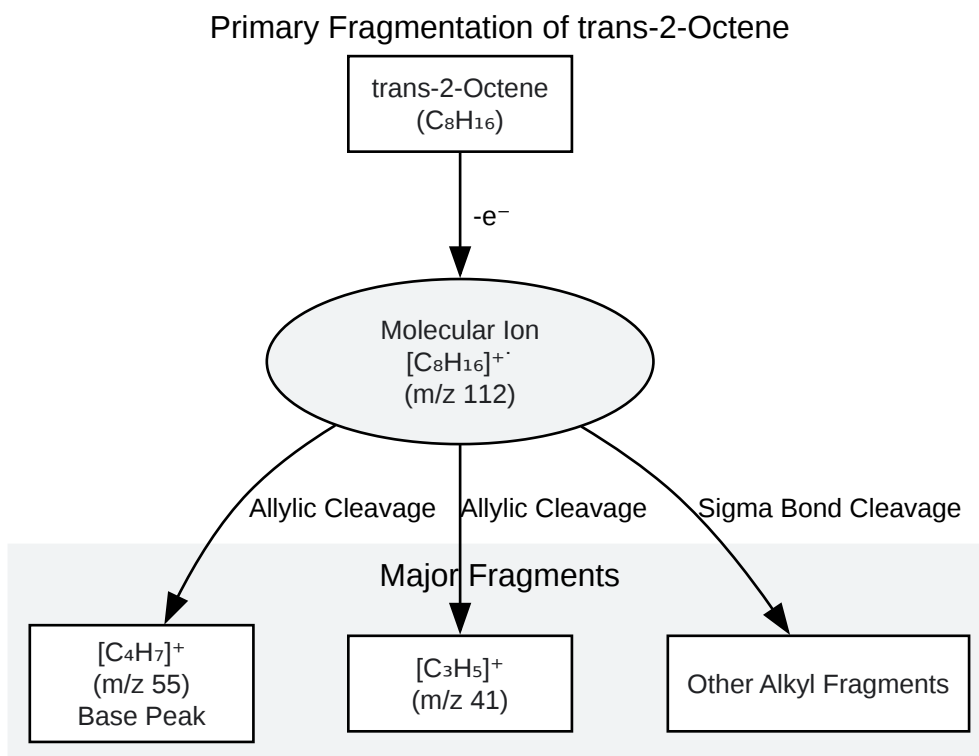 Primary Fragmentation of trans-2-Octene
trans-2-Octene
(C₈H₁₆)
-e⁻
Molecular Ion
[C₈H₁₆]⁺˙
(m/z 112)
Allylic Cleavage
Allylic Cleavage
Sigma Bond Cleavage
Major Fragments
[C₄H₇]⁺
(m/z 55)
Base Peak
[C₃H₅]⁺
(m/z 41)
Other Alkyl Fragments